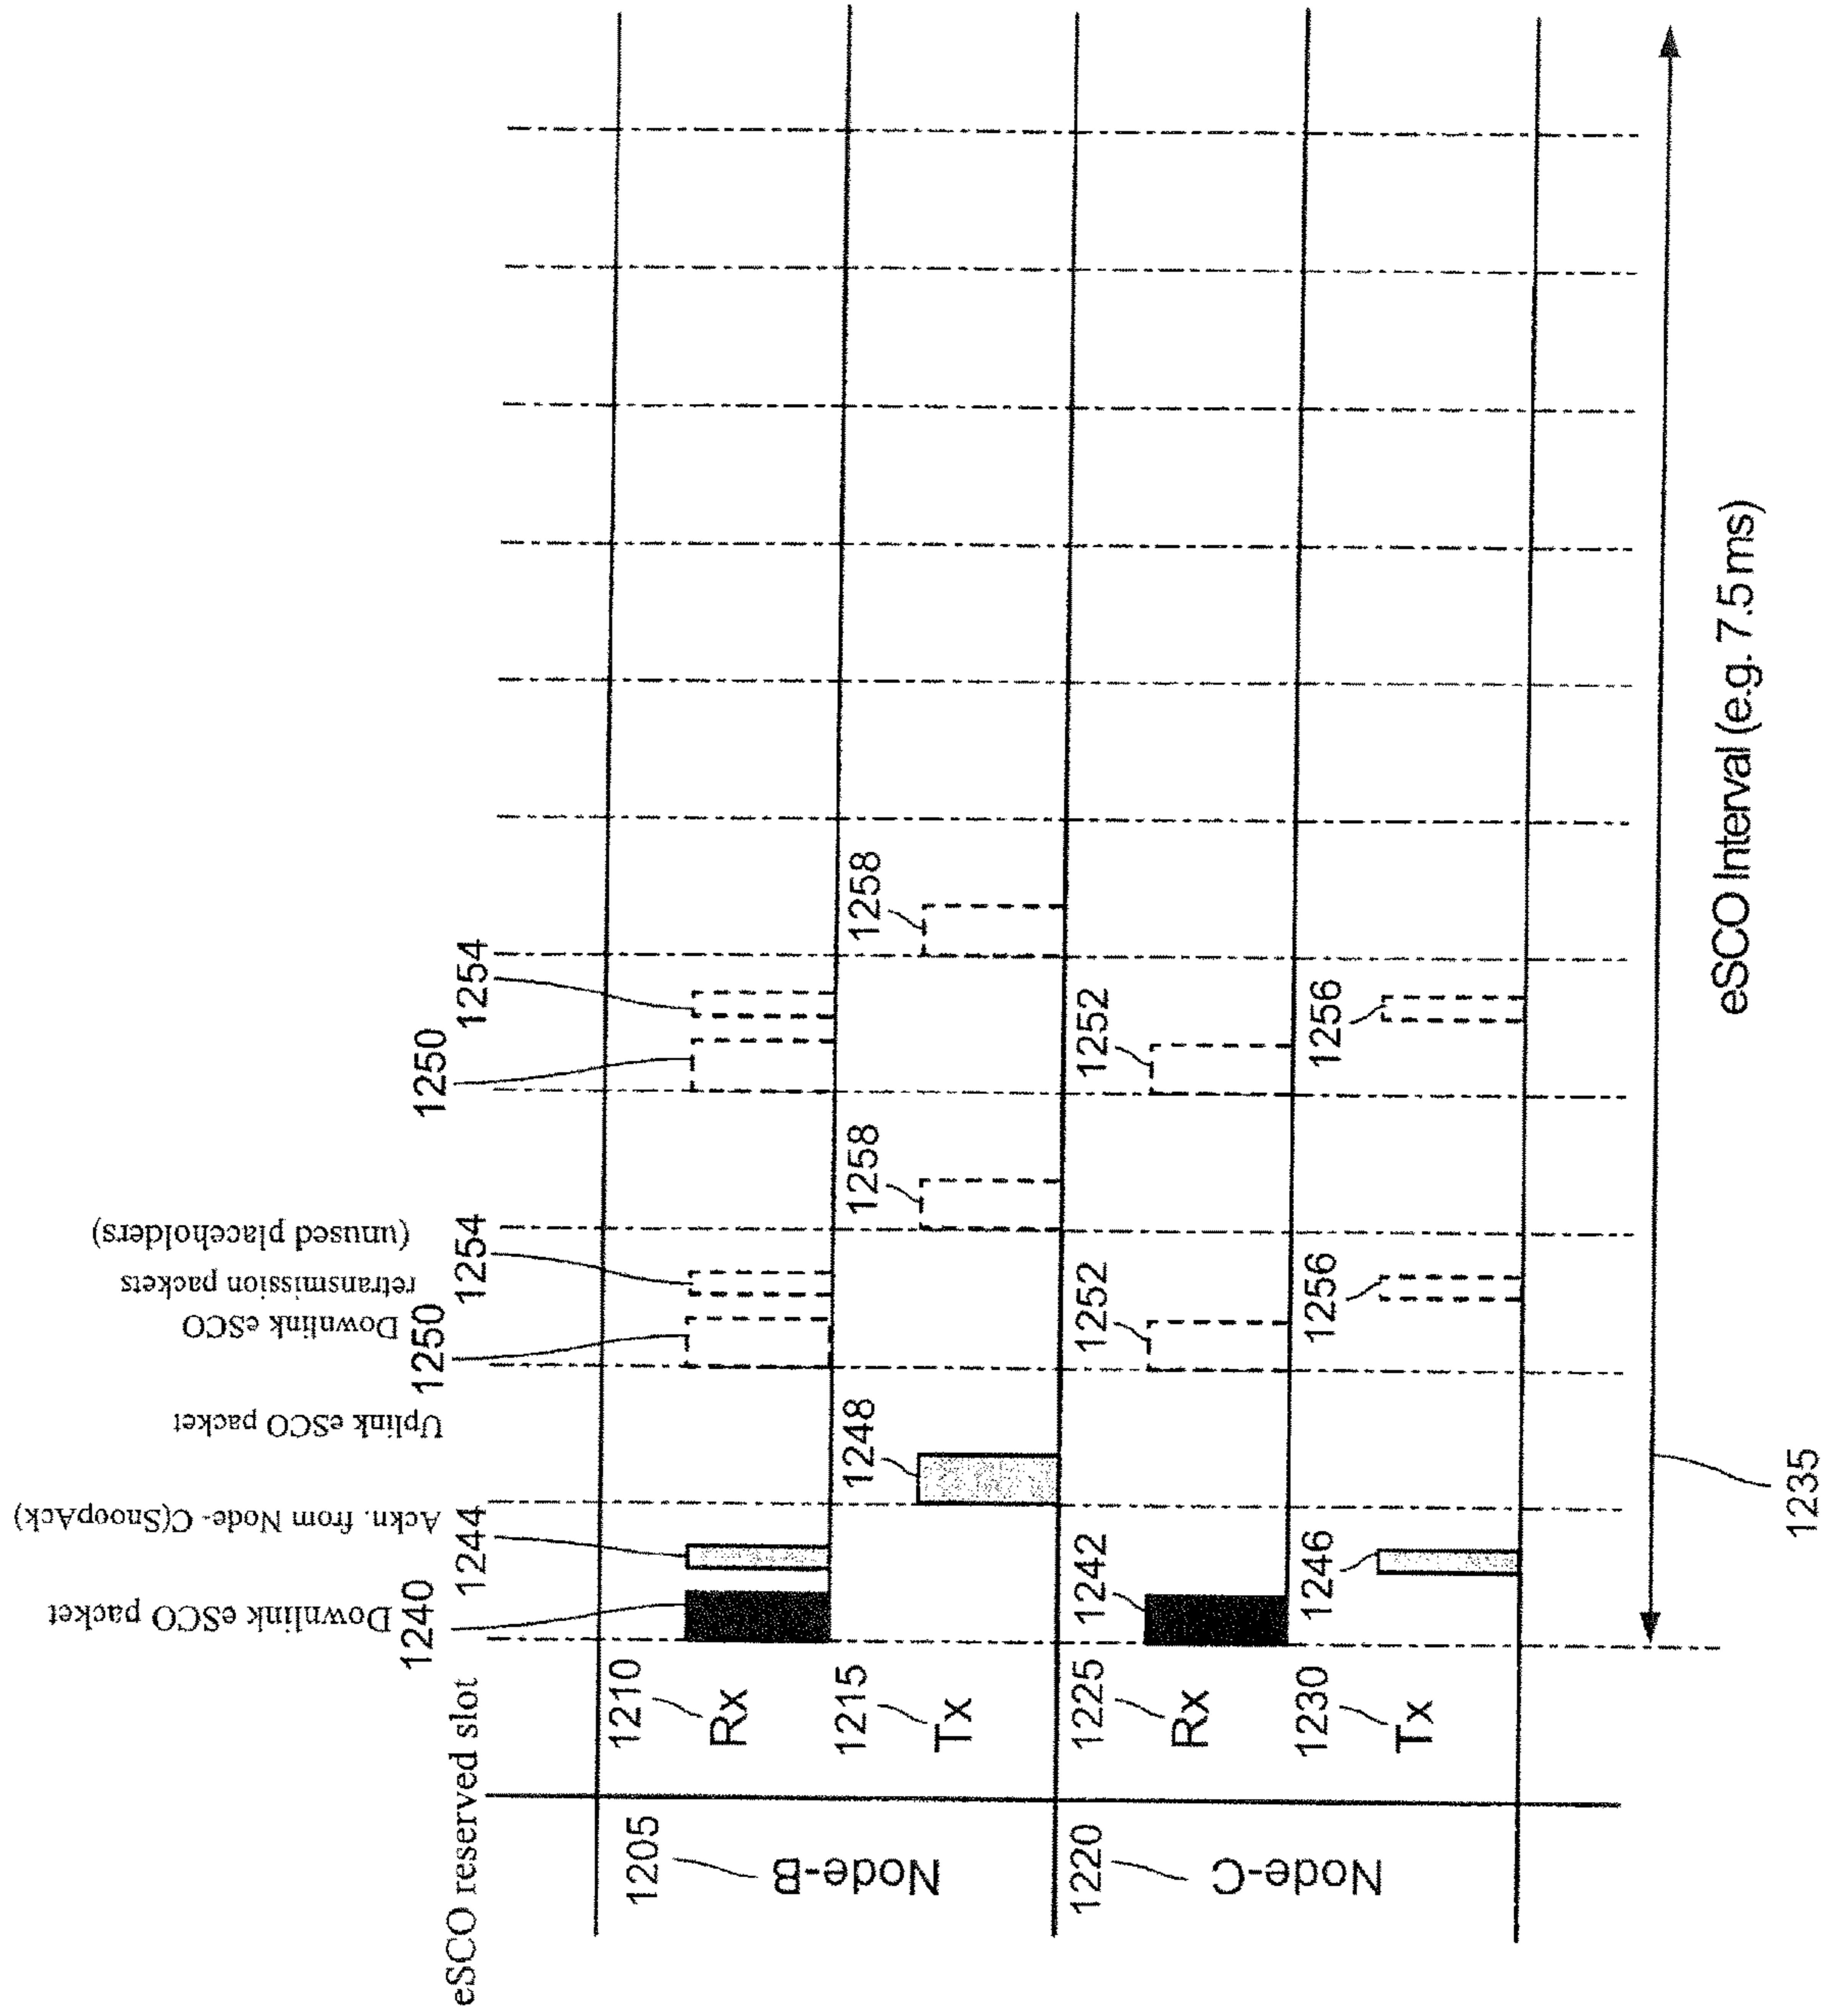 eSCO reserved slot
Downlink eSCO packet
1240
Ackn. from Node- C(SnoopAck)
1244
Uplink eSCO packet
Downlink eSCO
retransmission packets
(unused placeholders)
1250
1254
1250
1254
1205
Node-B
1210
Rx
1215
Tx
1248
1258
1258
1220
Node-C
1225
Rx
1242
1252
1252
1230
Tx
1246
1256
1256
1235
eSCO Interval (e.g. 7.5ms)